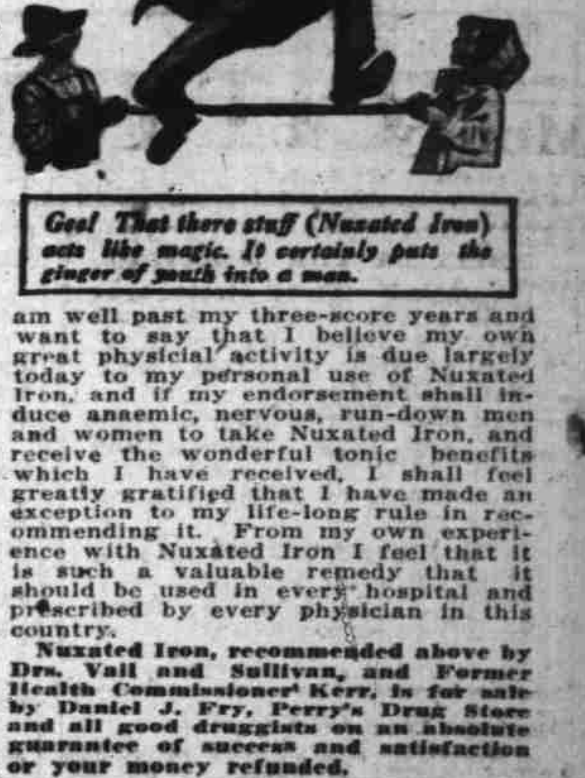 Gee! That there stuff (Nuxated Iron)
acts like magic. It certainly puts the
ginger of youth into a man.
am well past my three-score years and
want to say that I believe my own
great physicial activity is due largely
today to my personal use of Nuxated
Iron, and if my endorsement shall in-
duce anaemic, nervous, run-down men
and women to take Nuxated Iron, and
receive the wonderful tonic benefits
which I have received, I shall feel
greatly gratified that I have made an
exception to my life-long rule in rec-
ommending it. From my own experi-
ence with Nuxated Iron I feel that it
is such a valuable remedy that it
should be used in every hospital and
prescribed by every physician in this
country.
Nuxated Iron, recommended above by
Drs. Vail and Sullivan, and Former
Health Commissioner Kerr, is for sale
by Daniel J. Fry, Perry's Drug Store
and all good druggists on an absolute
guarantee of success and satisfaction
or your money refunded.